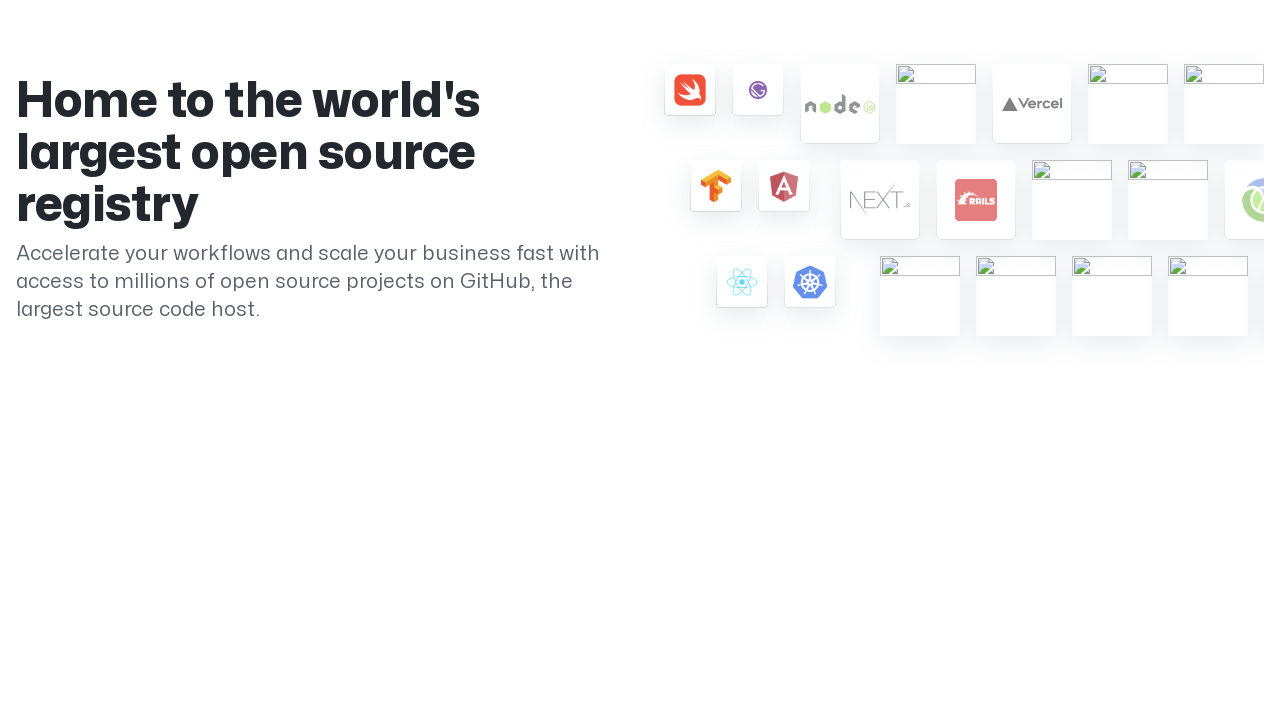 Home to the world's
largest open source
registry
Accelerate your workflows and scale your business fast with
access to millions of open source projects on GitHub, the
largest source code host.
node JS
Vercel
NEXT.JS
RAILS